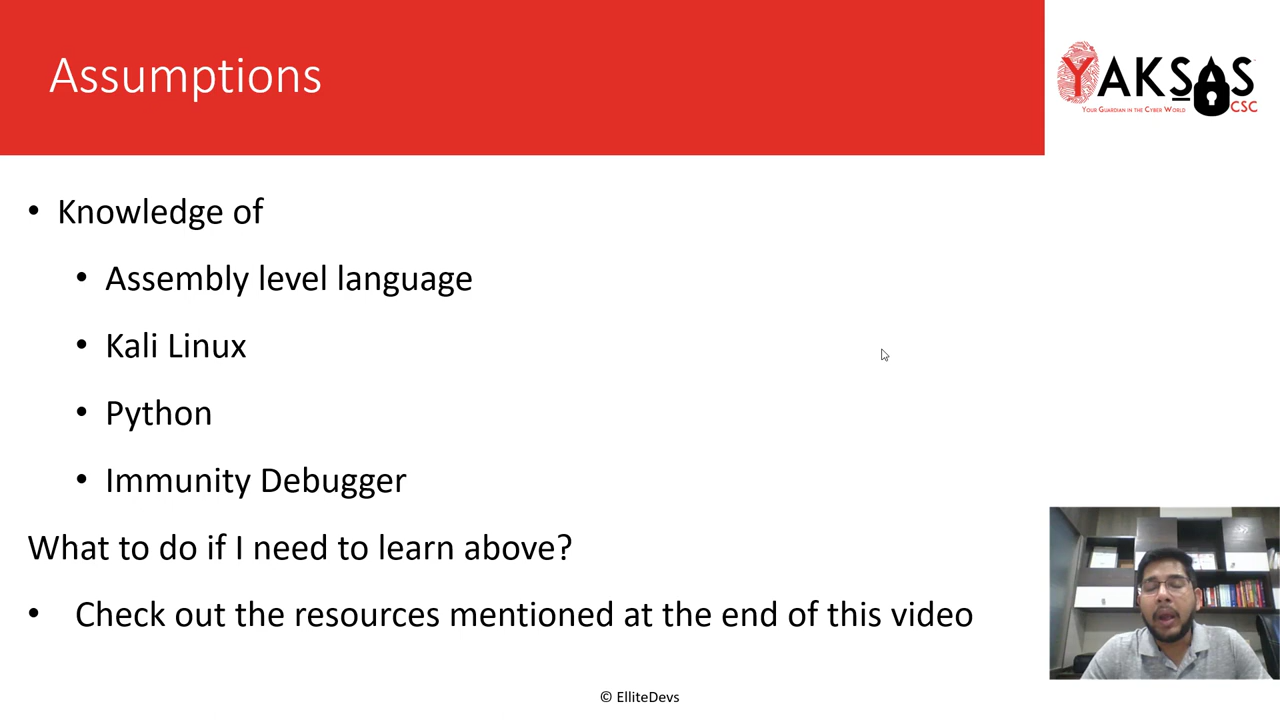 Assumptions
YAKSAS
CSC
YOUR GUARDIAN IN THE CYBER WORLD
• Knowledge of
• Assembly level language
• Kali Linux
• Python
• Immunity Debugger
What to do if I need to learn above?
• Check out the resources mentioned at the end of this video
© ElliteDevs